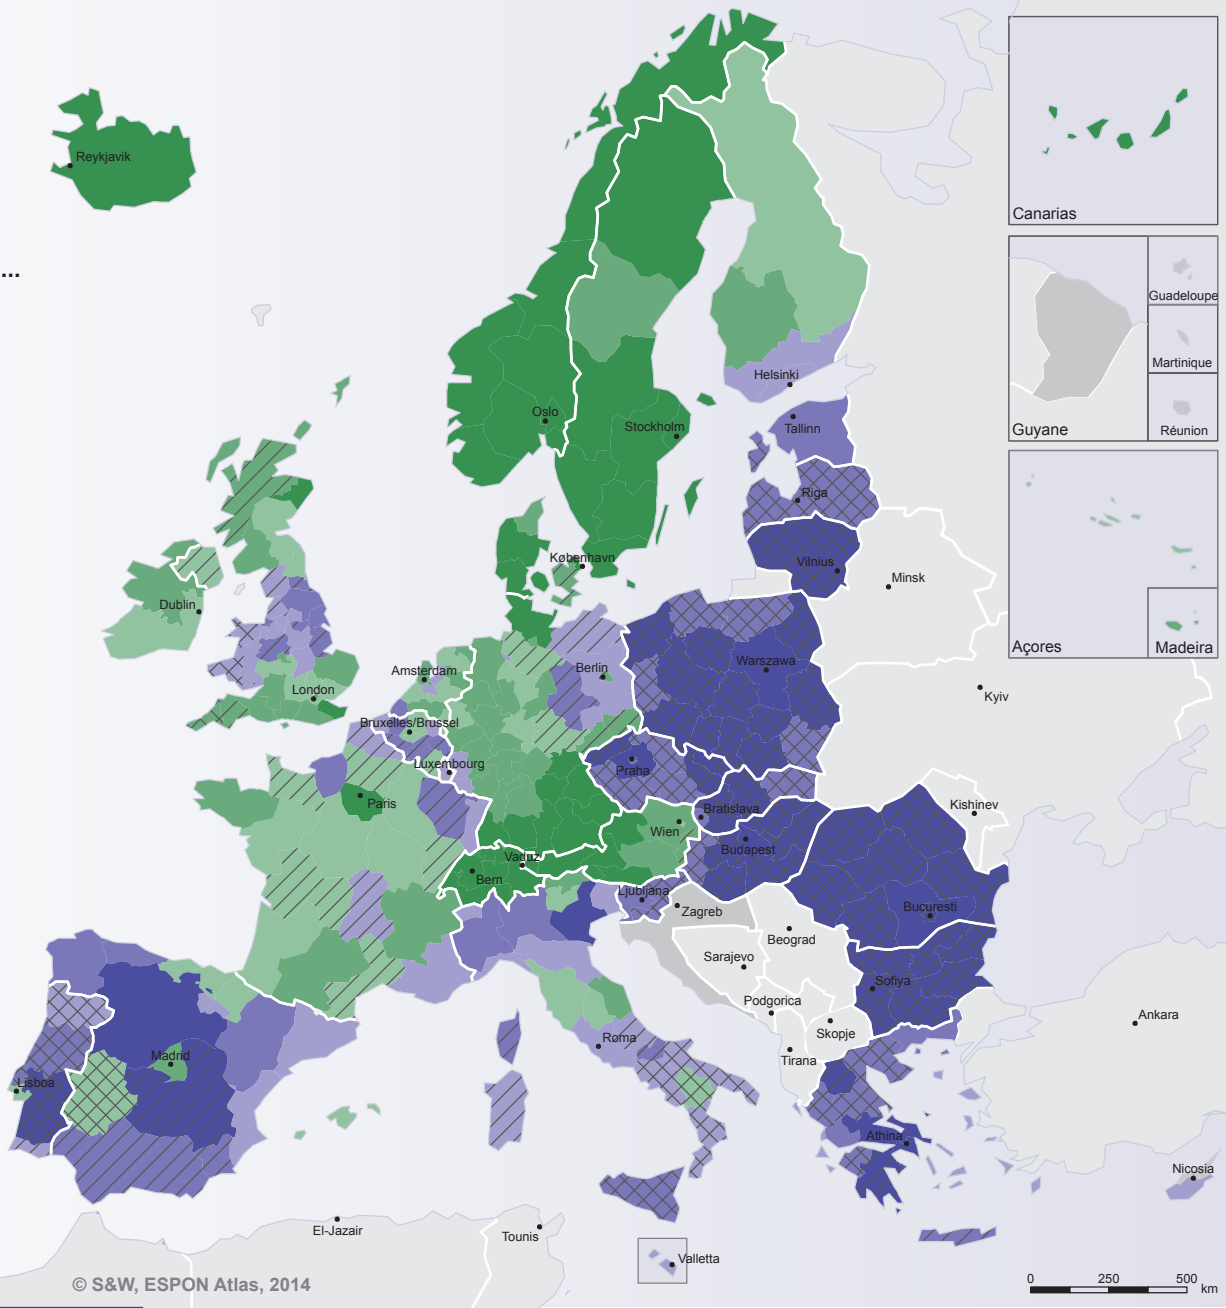 Reykjavik
Canarias
...
Guadeloupe
Martinique
Guyane
Réunion
Helsinki
Oslo
Stockholm
Tallinn
Riga
Açores
Madeira
København
Vilnius
Minsk
Dublin
Amsterdam
Berlin
Warszawa
London
Kyiv
Bruxelles/Brussel
Luxembourg
Praha
Paris
Bratislava
Kishinev
Wien
Budapest
Vaduz
Bern
Ljubljana
Zagreb
Bucuresti
Beograd
Sarajevo
Sofiya
Podgorica
Ankara
Skopje
Roma
Madrid
Tirana
Lisboa
Athina
Nicosia
El-Jazair
Tounis
Valletta
© S&W, ESPON Atlas, 2014
0 250 500
km